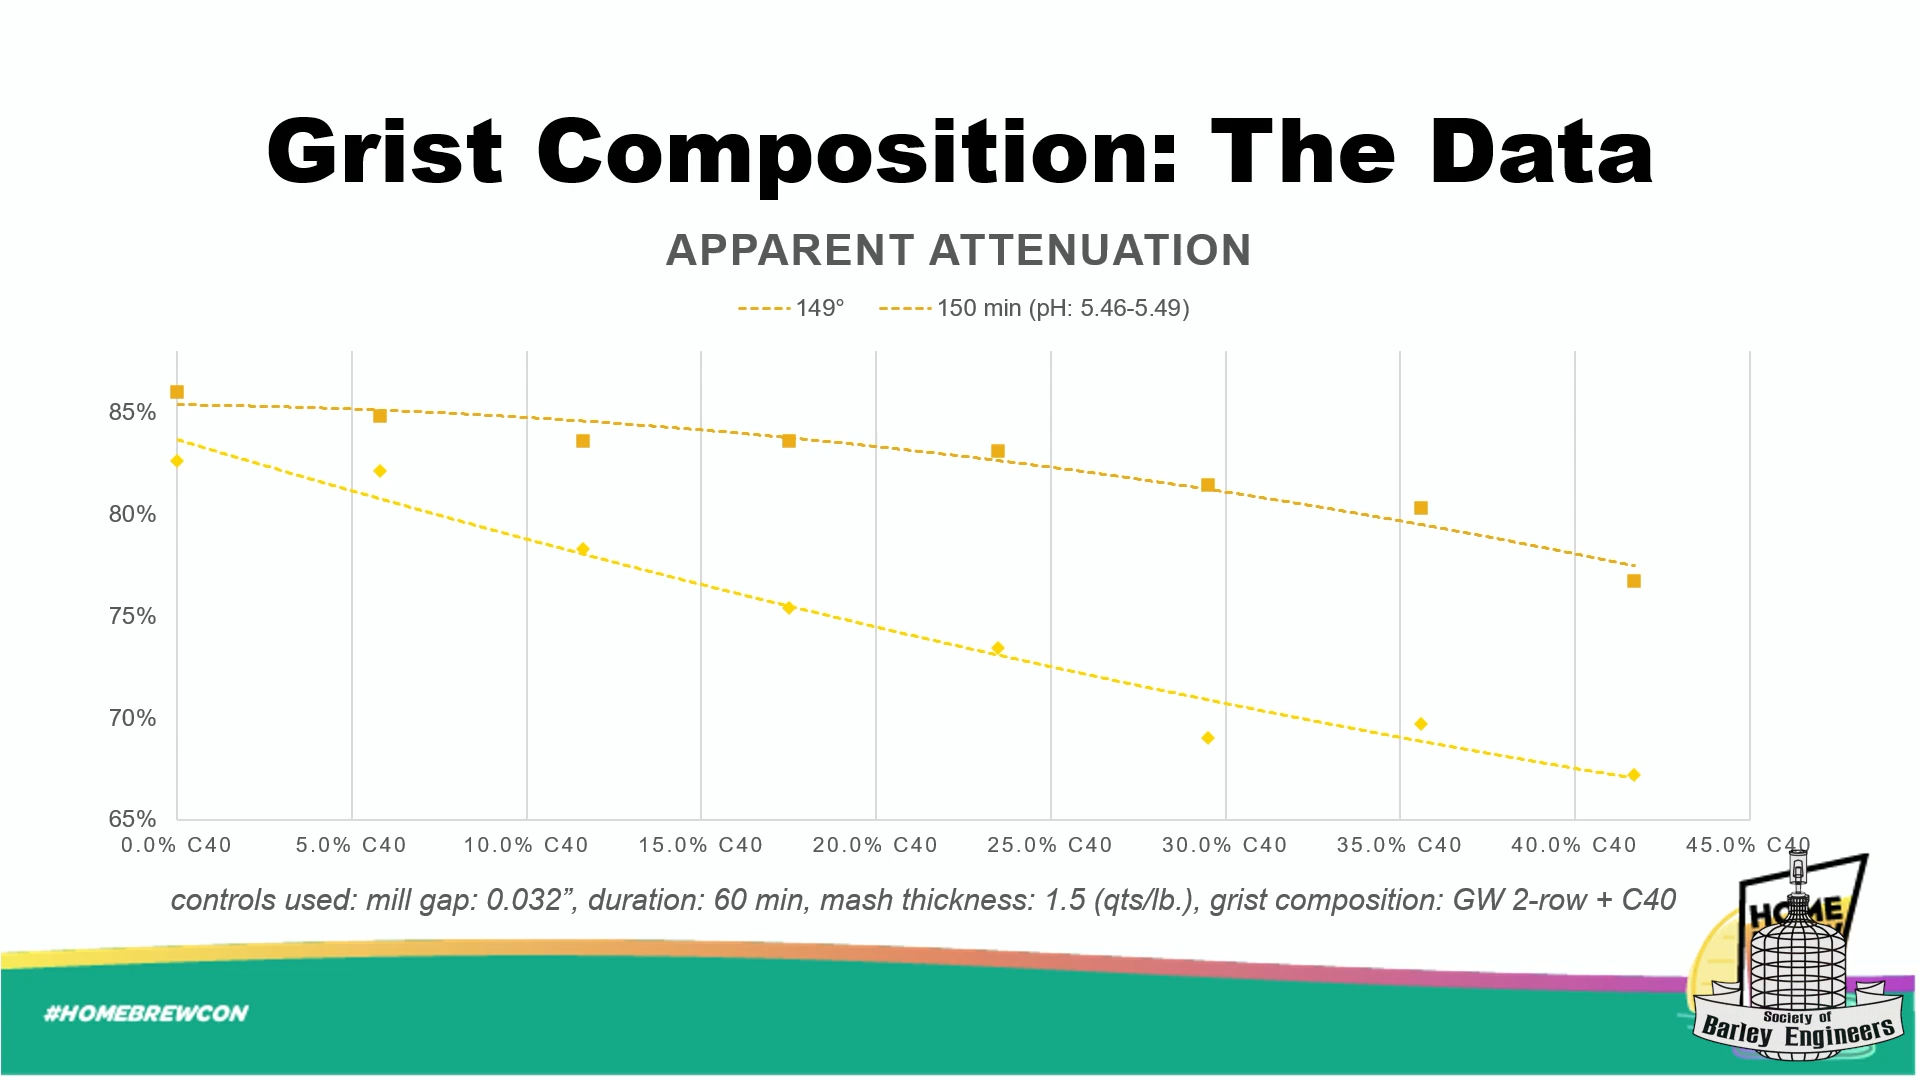 Grist Composition: The Data
APPARENT ATTENUATION
149° 150 min (pH: 5.46-5.49)
85%
80%
75%
70%
65%
0.0% C40 5.0% C40 10.0% C40 15.0% C40 20.0% C40 25.0% C40 30.0% C40 35.0% C40 40.0% C40 45.0% C40
controls used: mill gap: 0.032”, duration: 60 min, mash thickness: 1.5 (qts/lb.), grist composition: GW 2-row + C40
HOME
#HOMEBREWCON
Society of
Barley Engineers